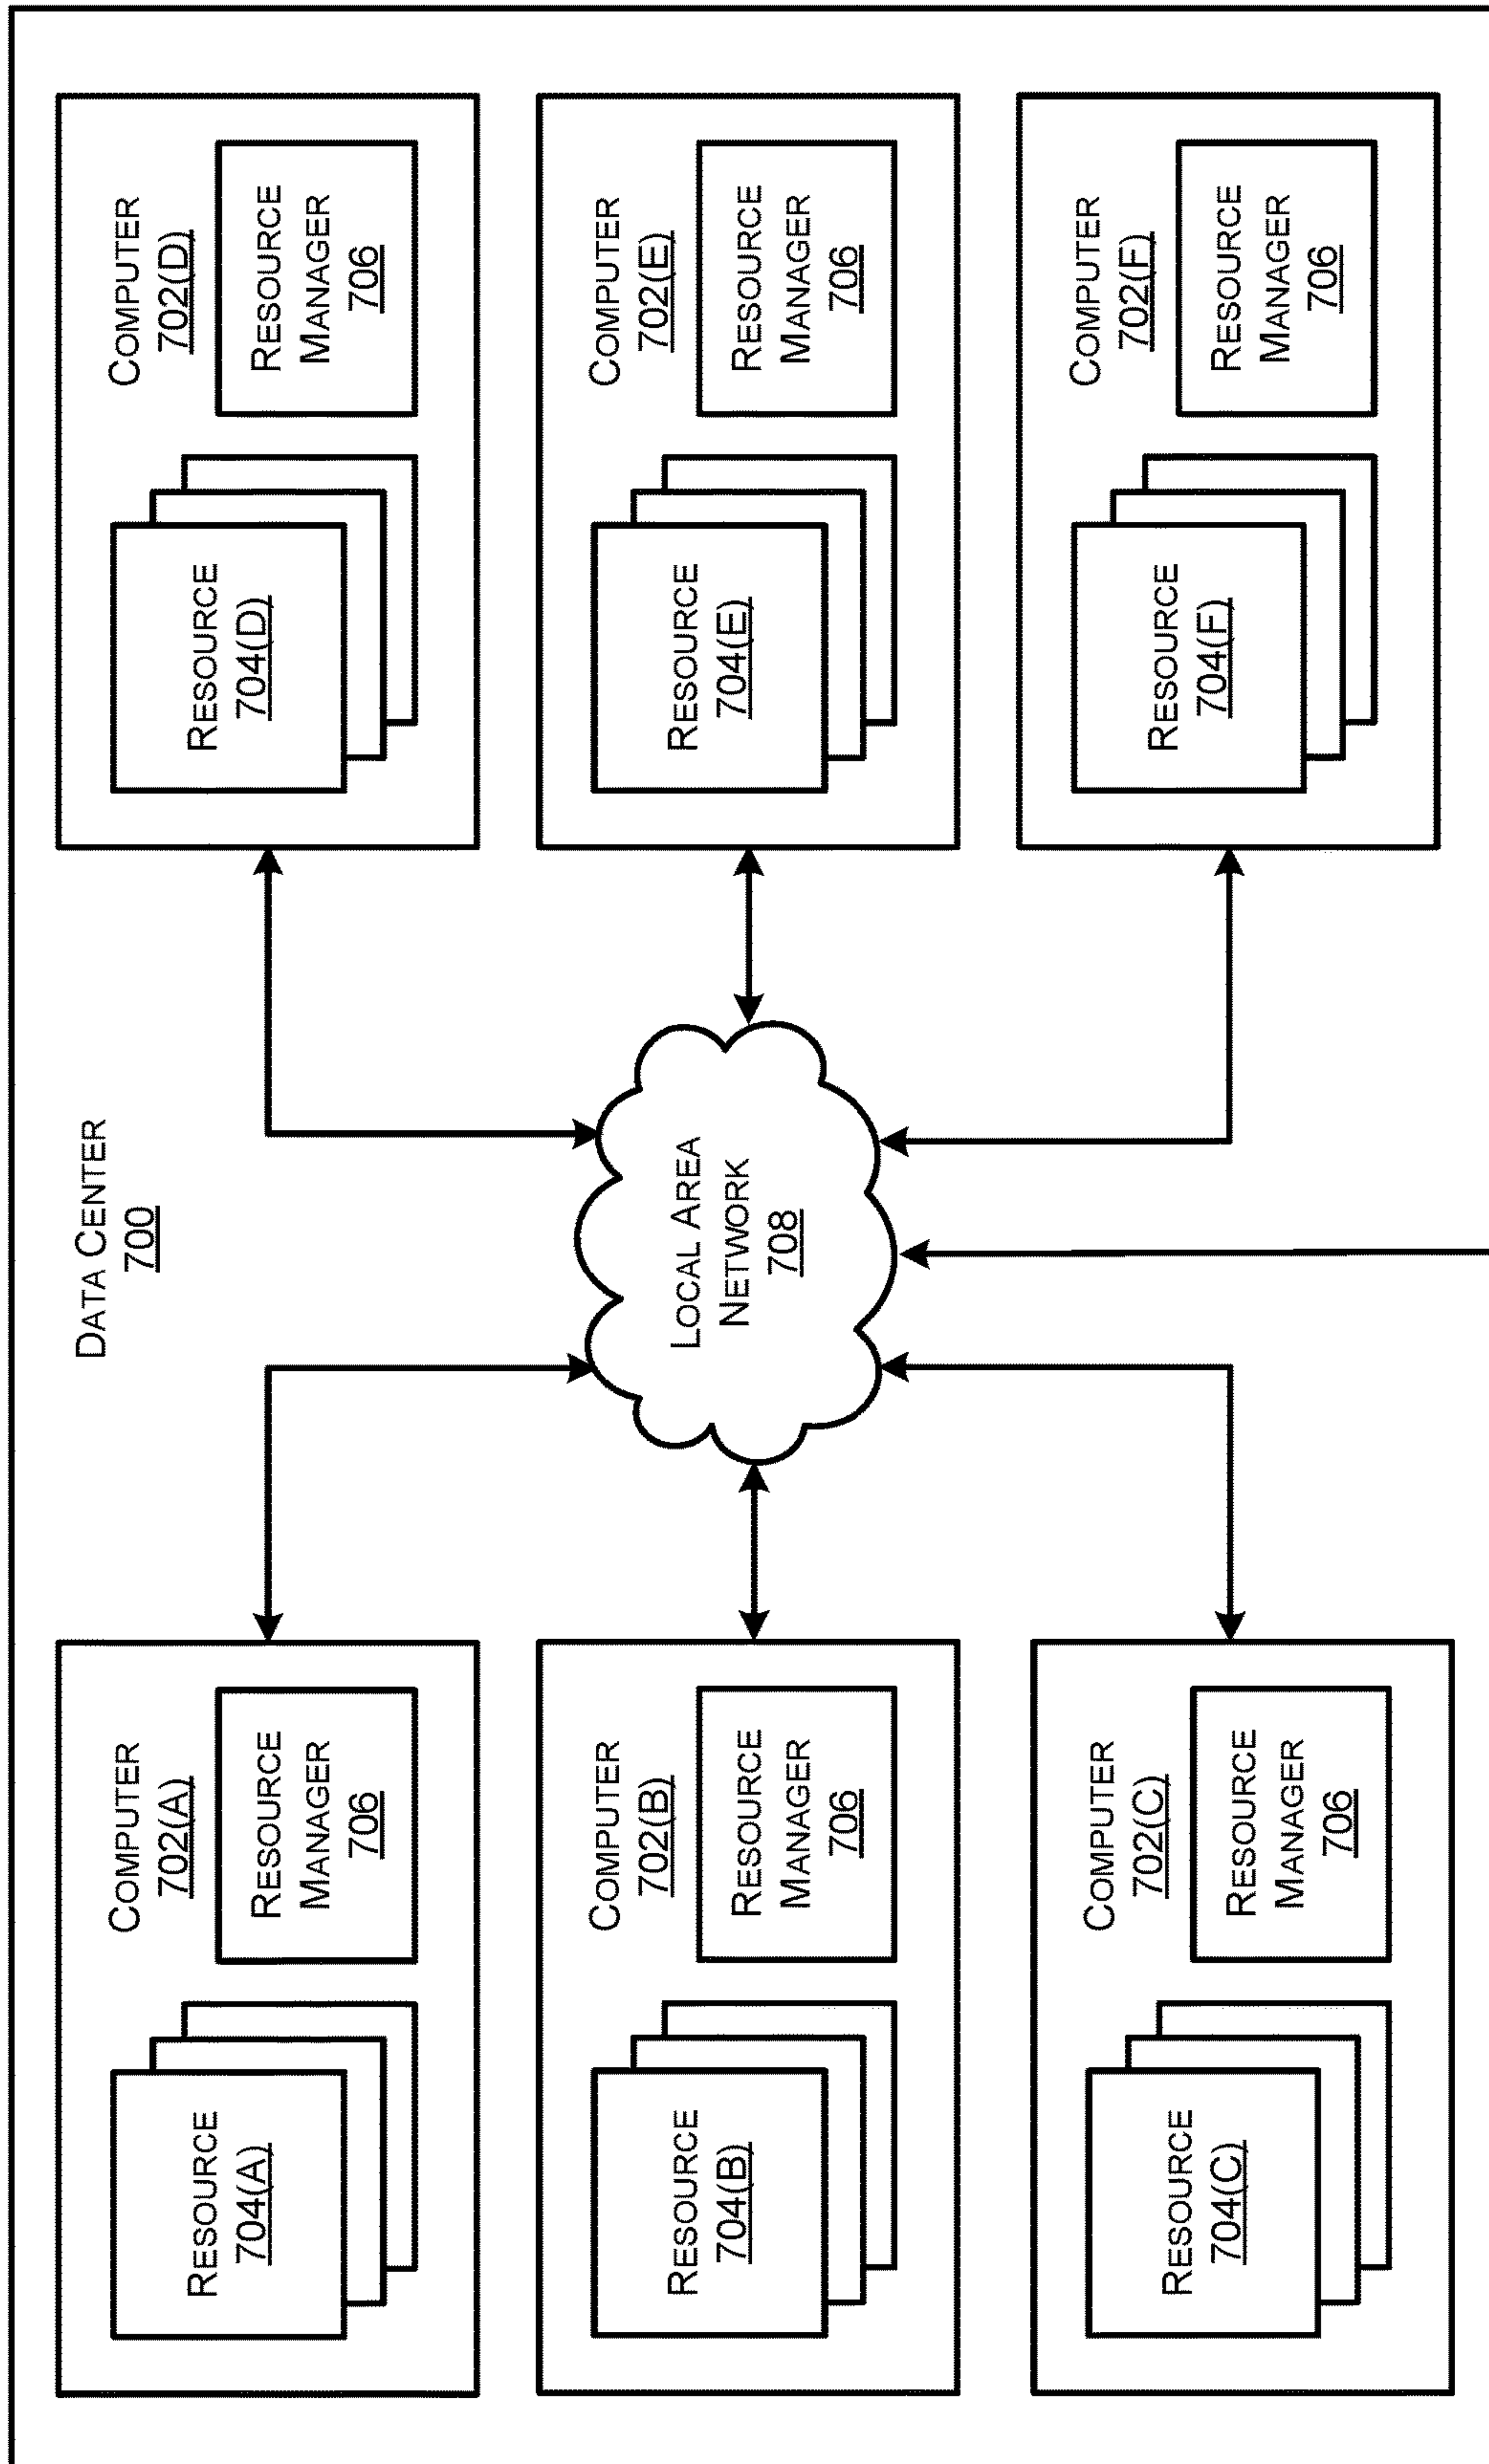 DATA CENTER
700
COMPUTER
702(A)
RESOURCE
704(A)
RESOURCE
MANAGER
706
COMPUTER
702(D)
RESOURCE
704(D)
RESOURCE
MANAGER
706
COMPUTER
702(B)
RESOURCE
704(B)
RESOURCE
MANAGER
706
LOCAL AREA
NETWORK
708
COMPUTER
702(E)
RESOURCE
704(E)
RESOURCE
MANAGER
706
COMPUTER
702(C)
RESOURCE
704(C)
RESOURCE
MANAGER
706
COMPUTER
702(F)
RESOURCE
704(F)
RESOURCE
MANAGER
706